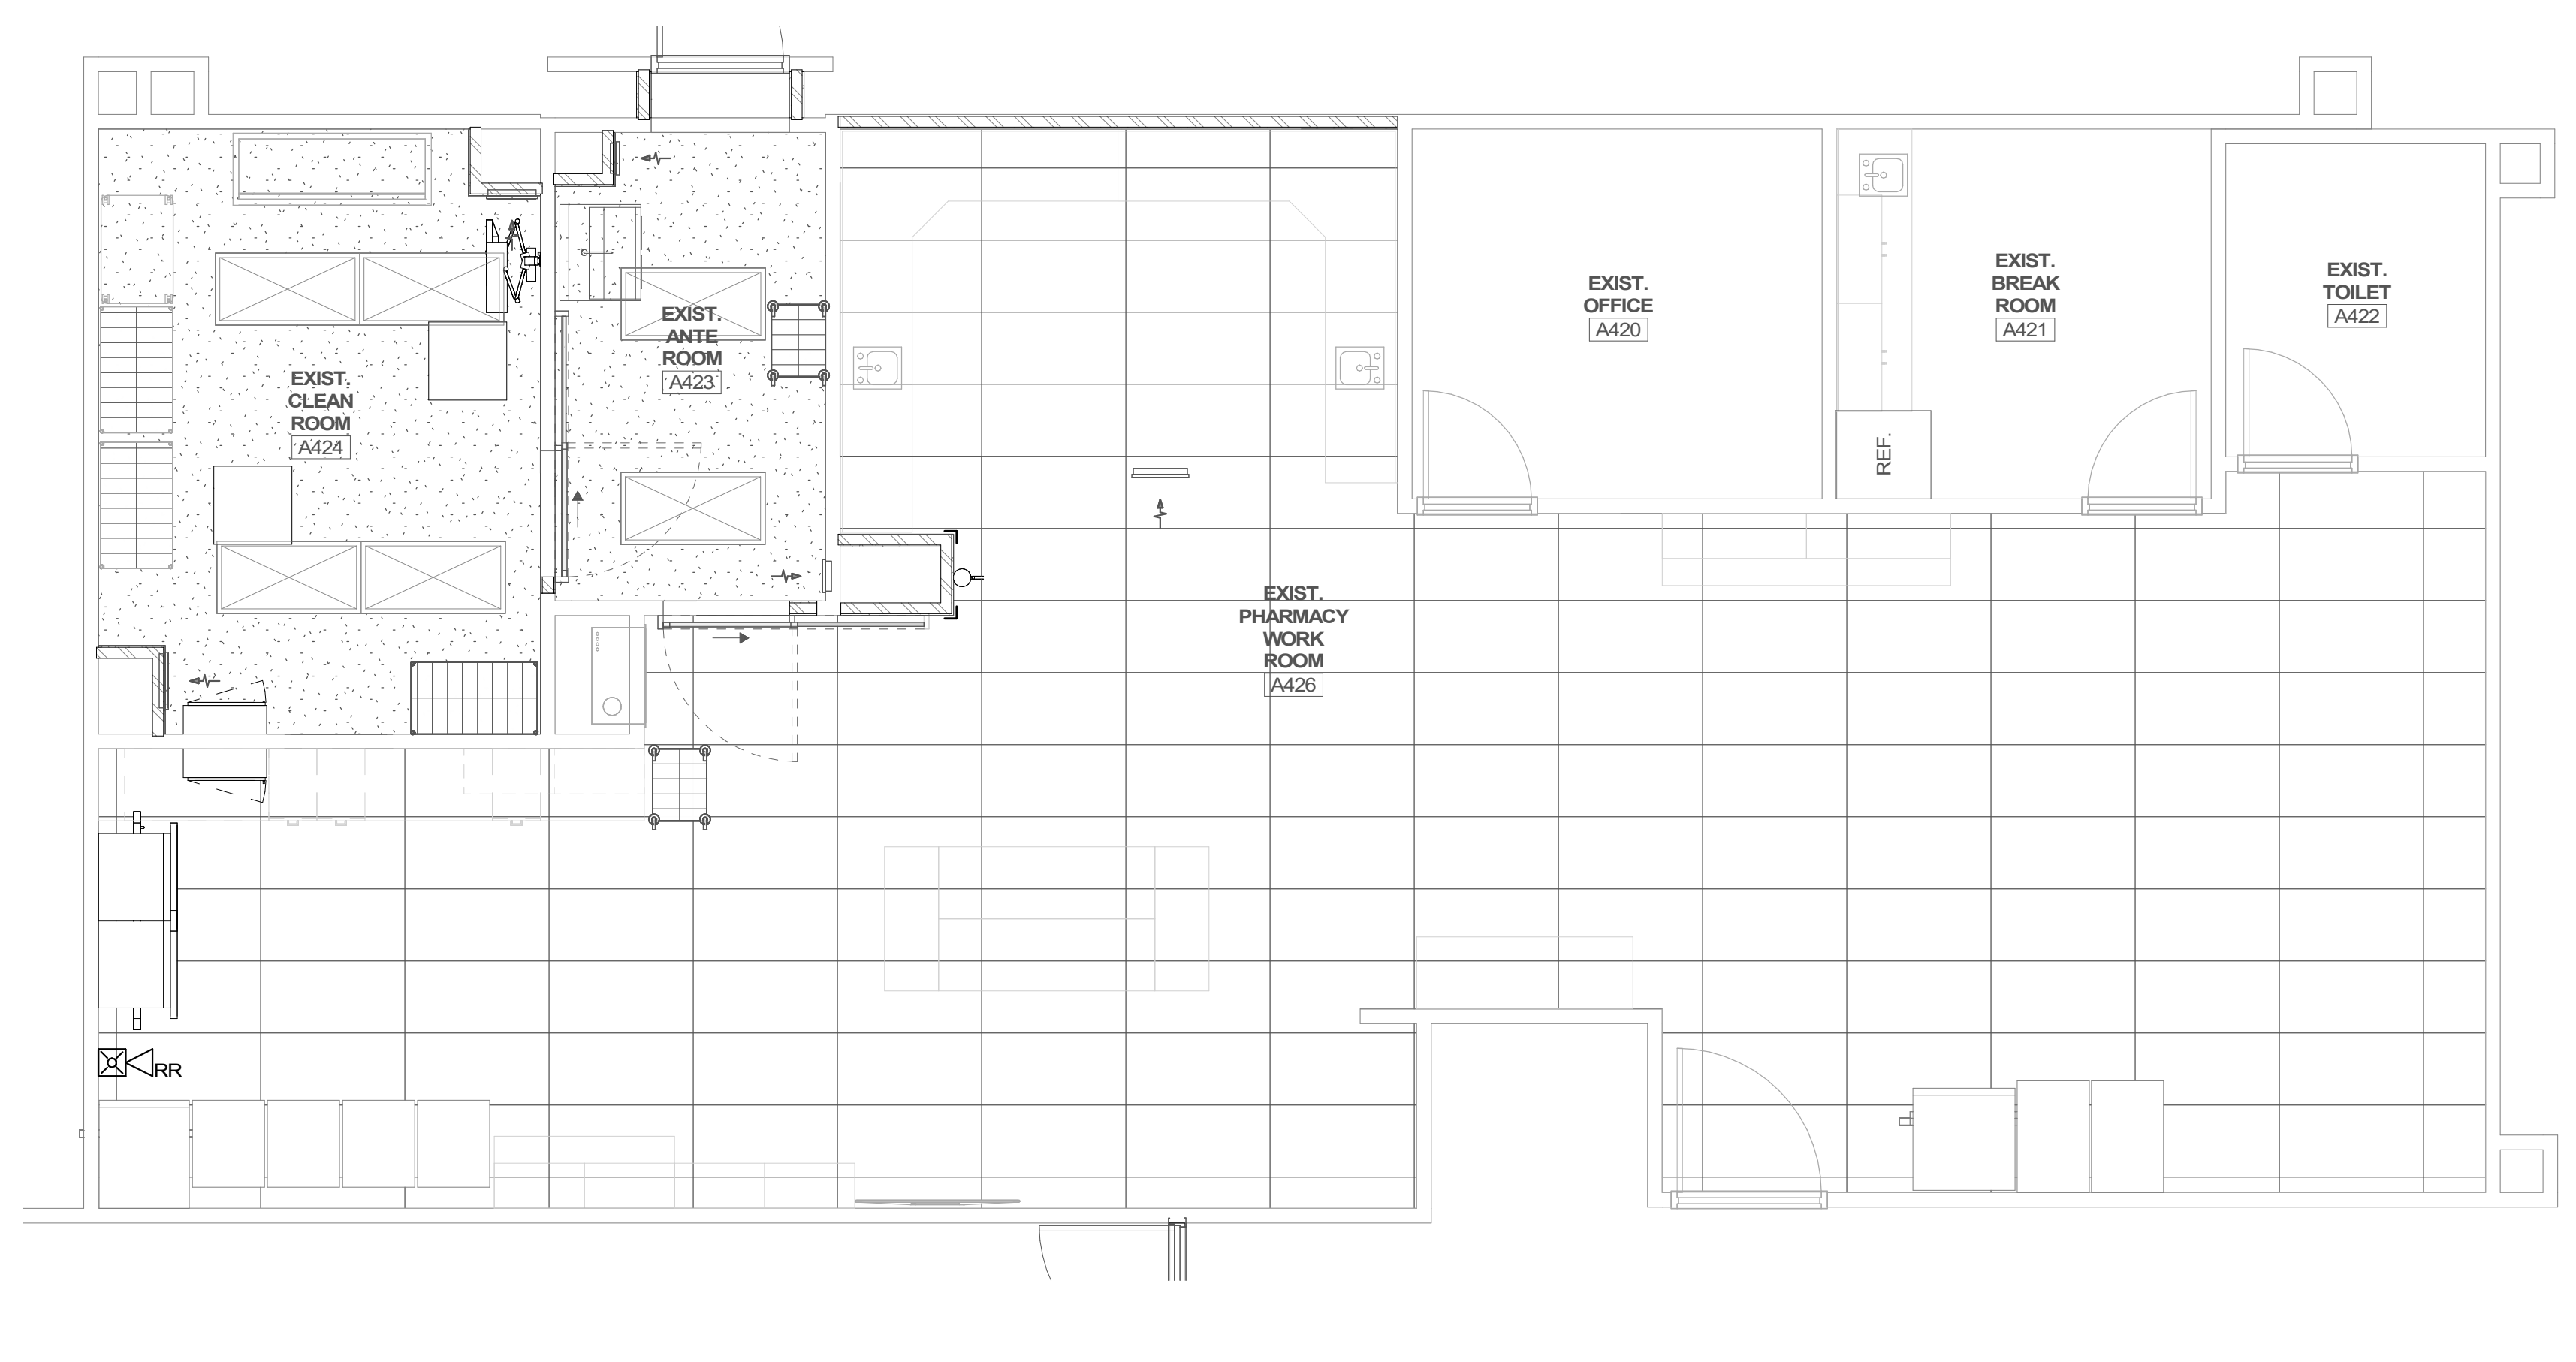 EXIST.
CLEAN
ROOM
A424
EXIST.
ANTE
ROOM
A423
EXIST.
OFFICE
A420
EXIST.
BREAK
ROOM
A421
EXIST.
TOILET
A422
REF.
EXIST.
PHARMACY
WORK
ROOM
A426
RR